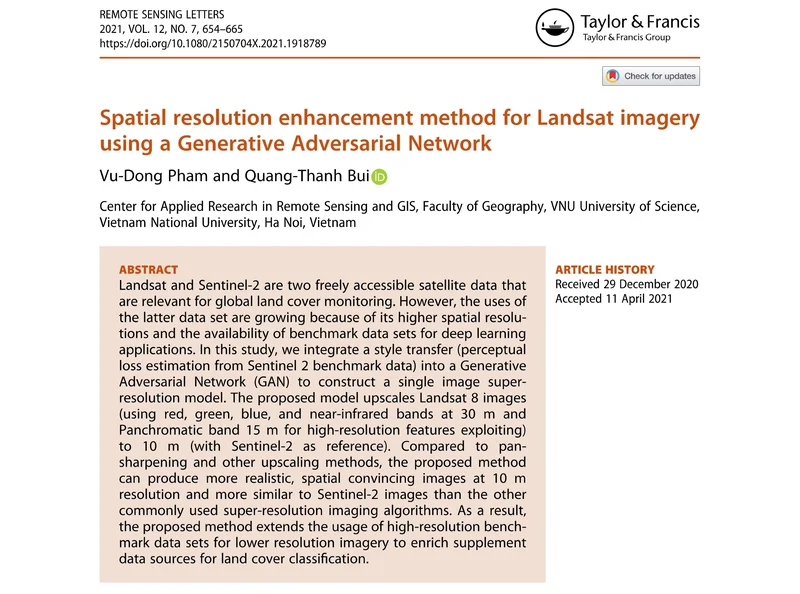 REMOTE SENSING LETTERS
2021, VOL. 12, NO. 7, 654–665
https://doi.org/10.1080/2150704X.2021.1918789
Taylor & Francis
Taylor & Francis Group
Check for updates
Spatial resolution enhancement method for Landsat imagery
using a Generative Adversarial Network
Vu-Dong Pham and Quang-Thanh Bui iD
Center for Applied Research in Remote Sensing and GIS, Faculty of Geography, VNU University of Science,
Vietnam National University, Ha Noi, Vietnam
ABSTRACT
Landsat and Sentinel-2 are two freely accessible satellite data that
are relevant for global land cover monitoring. However, the uses of
the latter data set are growing because of its higher spatial resolu-
tions and the availability of benchmark data sets for deep learning
applications. In this study, we integrate a style transfer (perceptual
loss estimation from Sentinel 2 benchmark data) into a Generative
Adversarial Network (GAN) to construct a single image super-
resolution model. The proposed model upscales Landsat 8 images
(using red, green, blue, and near-infrared bands at 30 m and
Panchromatic band 15 m for high-resolution features exploiting)
to 10 m (with Sentinel-2 as reference). Compared to pan-
sharpening and other upscaling methods, the proposed method
can produce more realistic, spatial convincing images at 10 m
resolution and more similar to Sentinel-2 images than the other
commonly used super-resolution imaging algorithms. As a result,
the proposed method extends the usage of high-resolution bench-
mark data sets for lower resolution imagery to enrich supplement
data sources for land cover classification.
ARTICLE HISTORY
Received 29 December 2020
Accepted 11 April 2021